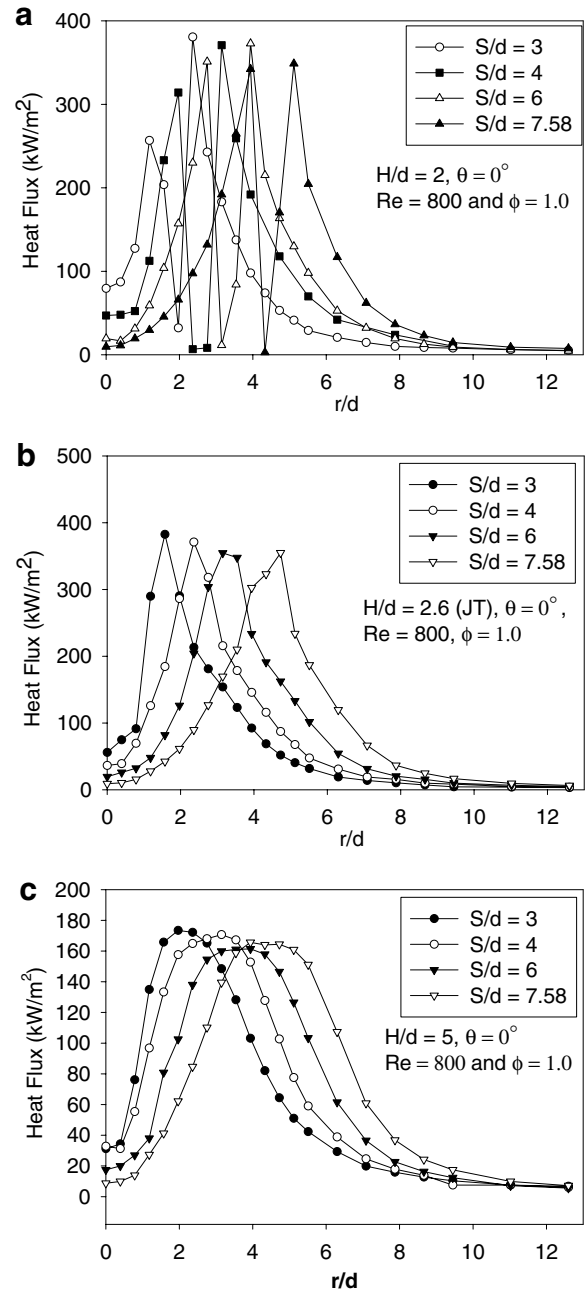 a
400
300
200
100
0
Heat Flux (kW/m²)
0 2 4 6 8 10 12
r/d
S/d = 3
S/d = 4
S/d = 6
S/d = 7.58
H/d = 2, θ = 0°
Re = 800 and ϕ = 1.0
b
500
400
300
200
100
0
Heat Flux (kW/m²)
0 2 4 6 8 10 12
r/d
S/d = 3
S/d = 4
S/d = 6
S/d = 7.58
H/d = 2.6 (JT), θ = 0°,
Re = 800, ϕ = 1.0
c
200
180
160
140
120
100
80
60
40
20
0
Heat Flux (kW/m²)
0 2 4 6 8 10 12
r/d
S/d = 3
S/d = 4
S/d = 6
S/d = 7.58
H/d = 5, θ = 0°
Re = 800 and ϕ = 1.0